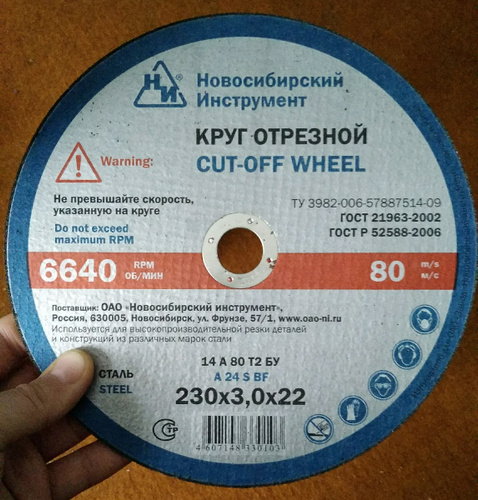 НИ ®
Новосибирский
Инструмент
КРУГ ОТРЕЗНОЙ
CUT-OFF WHEEL
Warning:
Не превышайте скорость,
указанную на круге
Do not exceed
maximum RPM
ТУ 3982-006-57887514-09
ГОСТ 21963-2002
ГОСТ Р 52588-2006
6640 RPM
ОБ/МИН
80 m/s
м/с
Поставщик: ОАО «Новосибирский инструмент»,
Россия, 630005, Новосибирск, ул. Фрунзе, 57/1, www.oao-ni.ru
Используется для высокопроизводительной резки деталей
и конструкций из различных марок стали
14 А 80 Т2 БУ
A 24 S BF
СТАЛЬ
STEEL
230x3,0x22
4 607148 330103